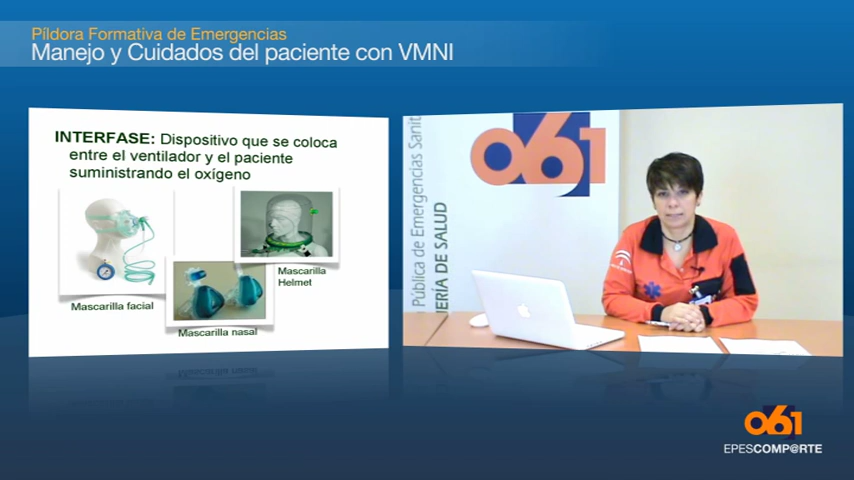 Píldora Formativa de Emergencias
Manejo y Cuidados del paciente con VMNI
INTERFASE: Dispositivo que se coloca
entre el ventilador y el paciente
suministrando el oxígeno
Mascarilla facial
Mascarilla nasal
Mascarilla
Helmet
061
Pública de Emergencias Sanit
JERÍA DE SALUD
061
EPESCOMP@RTE